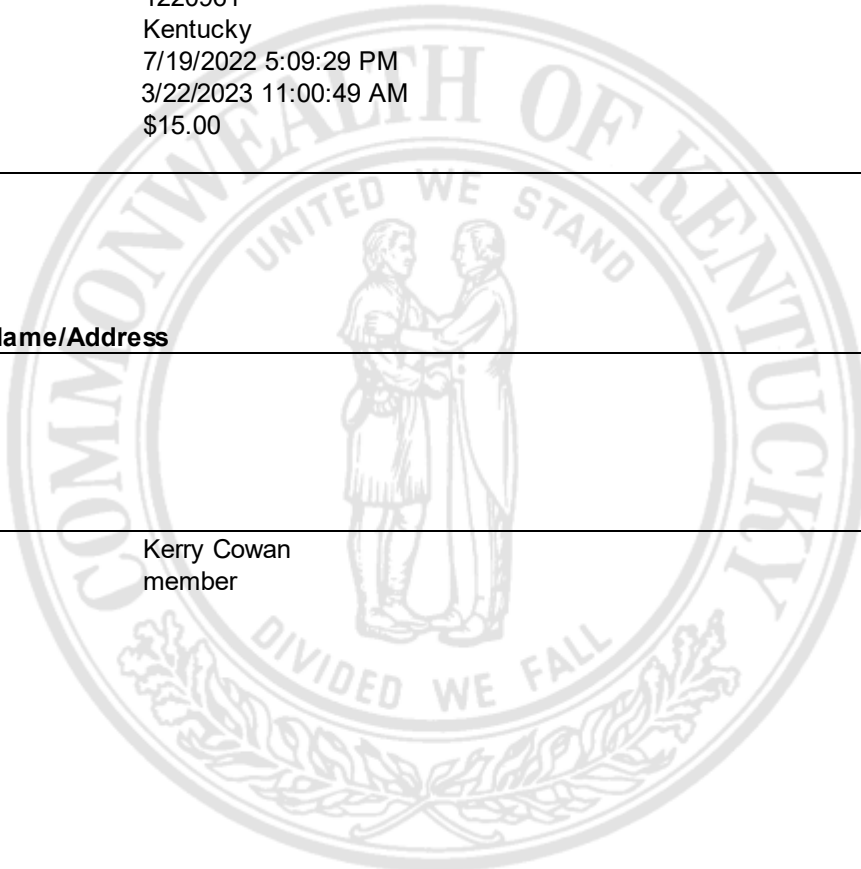 Kentucky
7/19/2022 5:09:29 PM
3/22/2023 11:00:49 AM
$15.00
COMMONWEALTH OF KENTUCKY
UNITED WE STAND
Name/Address
Kerry Cowan
member
DIVIDED WE FALL